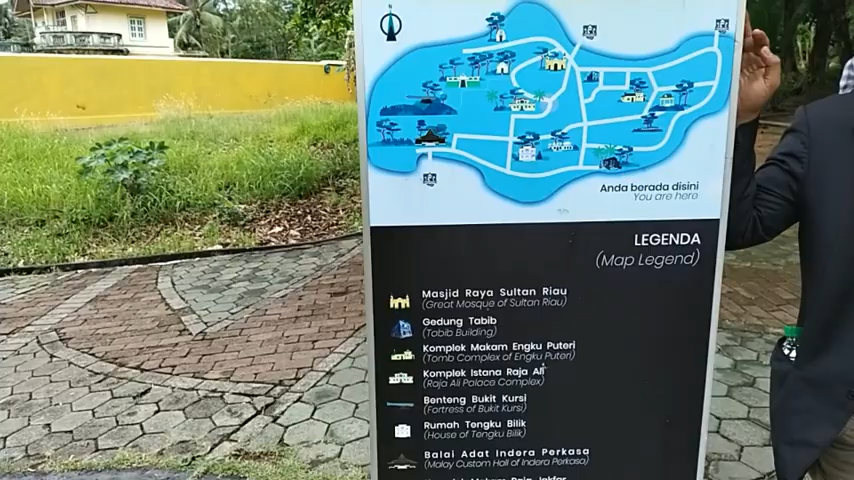 Anda berada disini
(YOU are here)
LEGENDA
(Map Legend)
Masjid Raya Sultan Riau
(Great Mosque of Sultan Riau)
Gedung Tabib
(Tabib Building)
Komplek Makam Engku Puteri
(Tomb Complex of Engku Puteri)
Komplek Istana Raja Ali
(Raja Ali Palace Complex)
Benteng Bukit Kursi
(Fortress of Bukit Kursi)
Rumah Tengku Bilik
(House of Tengku Bilik)
Balai Adat Indera Perkasa
(Malay Custom Hall of Indera Perkasa)